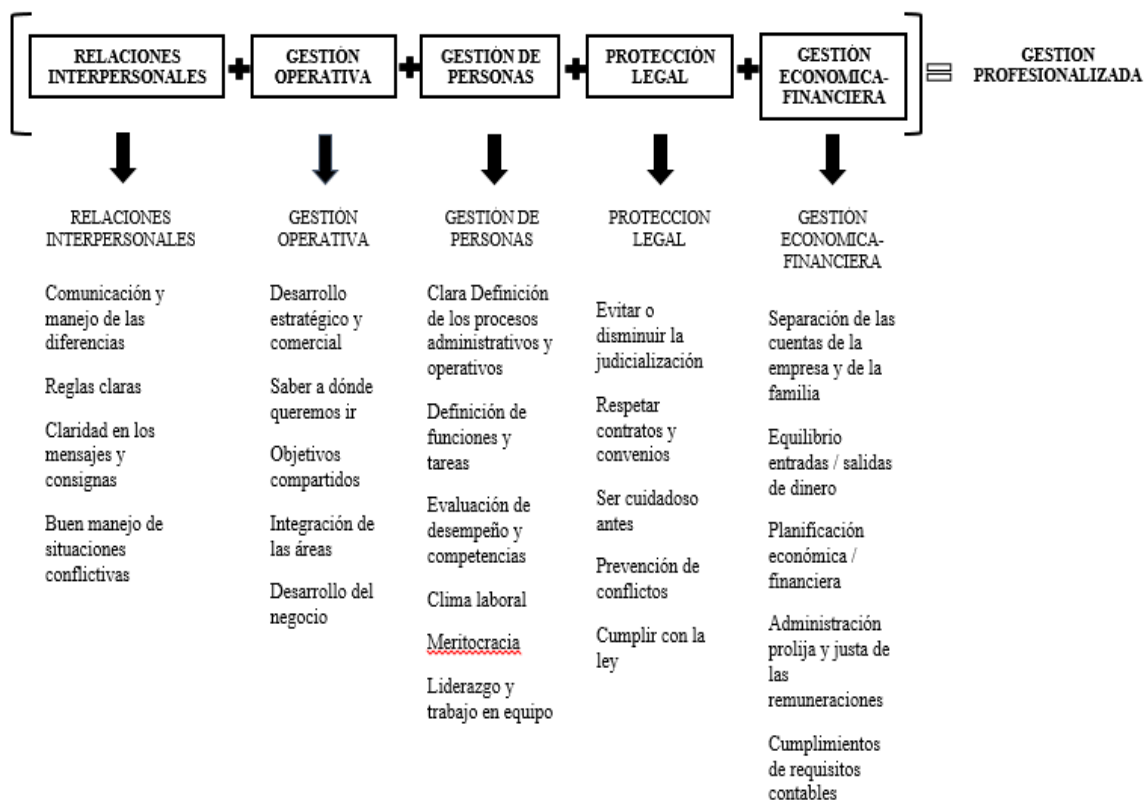 RELACIONES
INTERPERSONALES
GESTIÓN
OPERATIVA
GESTIÓN DE
PERSONAS
PROTECCIÓN
LEGAL
GESTIÓN
ECONOMICA-
FINANCIERA
GESTION
PROFESIONALIZADA
RELACIONES
INTERPERSONALES
Comunicación y
manejo de las
diferencias
Reglas claras
Claridad en los
mensajes y
consignas
Buen manejo de
situaciones
conflictivas
GESTIÓN
OPERATIVA
Desarrollo
estratégico y
comercial
Saber a dónde
queremos ir
Objetivos
compartidos
Integración de
las áreas
Desarrollo del
negocio
GESTIÓN DE
PERSONAS
Clara Definición
de los procesos
administrativos y
operativos
Definición de
funciones y
tareas
Evaluación de
desempeño y
competencias
Clima laboral
Meritocracia
Liderazgo y
trabajo en equipo
PROTECCION
LEGAL
Evitar o
disminuir la
judicialización
Respetar
contratos y
convenios
Ser cuidadoso
antes
Prevención de
conflictos
Cumplir con la
ley
GESTIÓN
ECONOMICA-
FINANCIERA
Separación de las
cuentas de la
empresa y de la
familia
Equilibrio
entradas / salidas
de dinero
Planificación
económica /
financiera
Administración
prolija y justa de
las
remuneraciones
Cumplimientos
de requisitos
contables